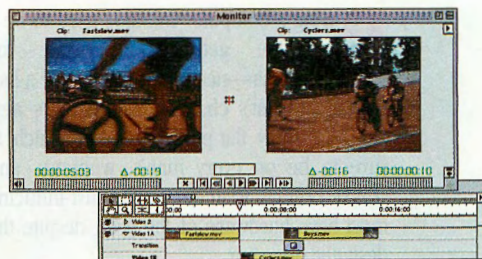 Monitor
Clip: Fastslow.mov
Clip: Cyclers.mov
00:00:05:03 Δ-00:19
Δ-00:16 00:00:00:10
00:00 0:00:08:00 0:00:16:00
Video 2
Video 1A Fastslow.mov Boys.mov
Transition
Video 1B Cyclers.mov